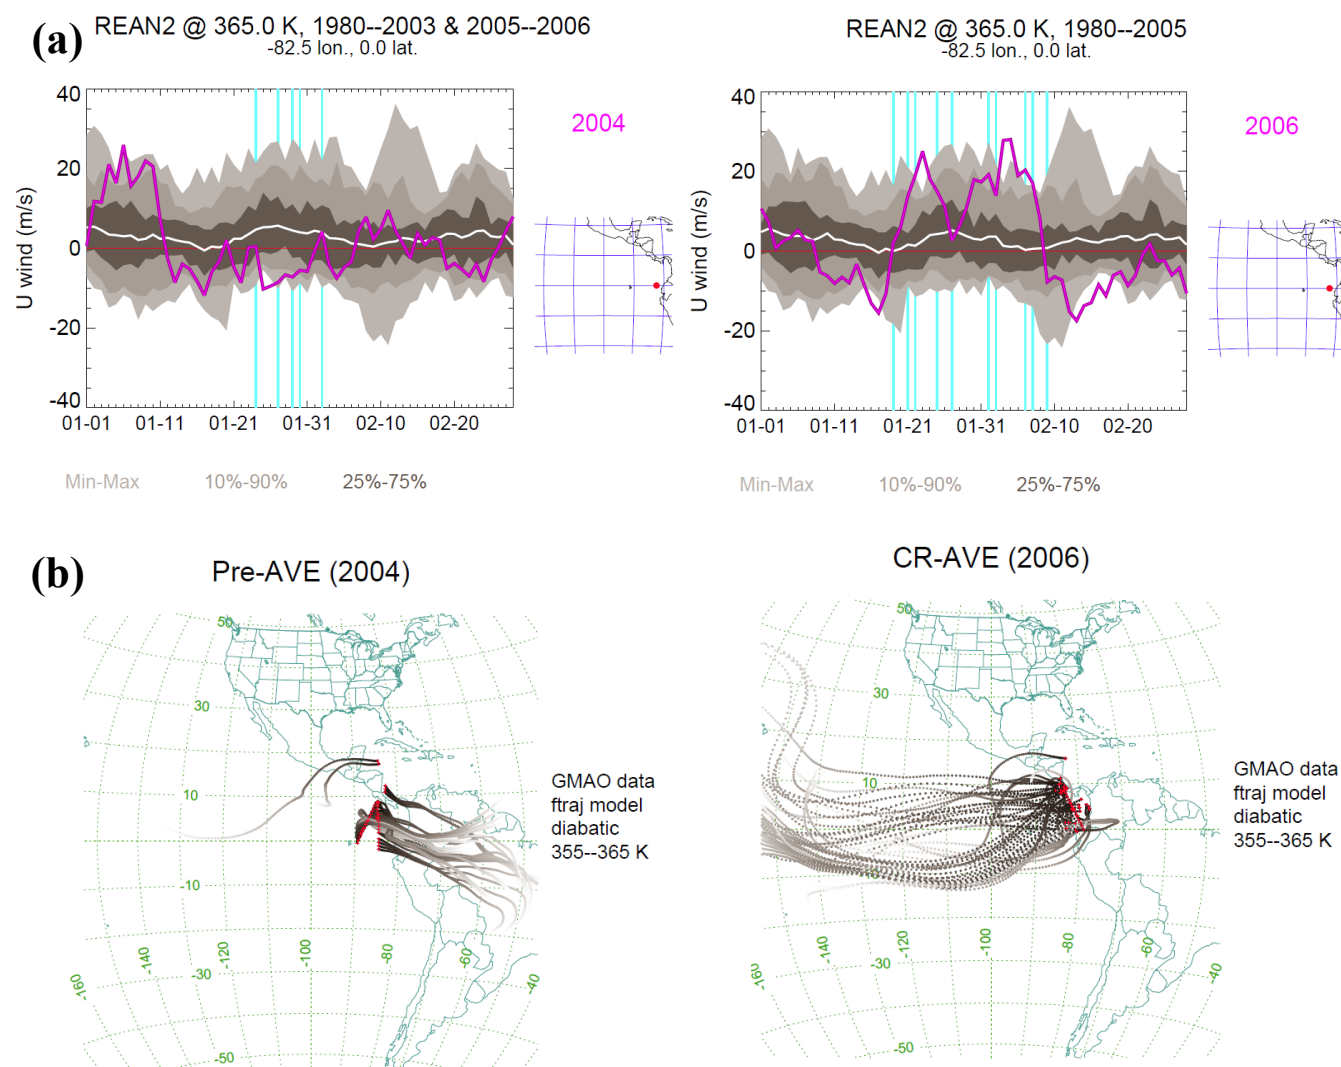 (a)
REAN2 @ 365.0 K, 1980--2003 & 2005--2006
-82.5 lon., 0.0 lat.
40
20
0
-20
-40
U wind (m/s)
01-01 01-11 01-21 01-31 02-10 02-20
2004
Min-Max 10%-90% 25%-75%
REAN2 @ 365.0 K, 1980--2005
-82.5 lon., 0.0 lat.
40
20
0
-20
-40
U wind (m/s)
01-01 01-11 01-21 01-31 02-10 02-20
2006
Min-Max 10%-90% 25%-75%
(b)
Pre-AVE (2004)
50
30
10
-10
-30
-50
-160
-140
-120
-100
-80
-60
-40
GMAO data
ftraj model
diabatic
355--365 K
CR-AVE (2006)
50
30
10
-10
-30
-50
-160
-140
-120
-100
-80
-60
-40
GMAO data
ftraj model
diabatic
355--365 K